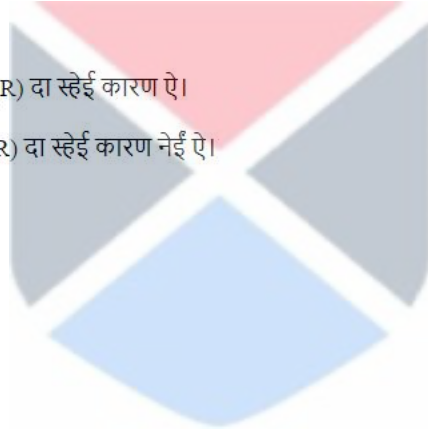 R) दा स्हेई कारण ऐ।
R) दा स्हेई कारण नेईं ऐ।